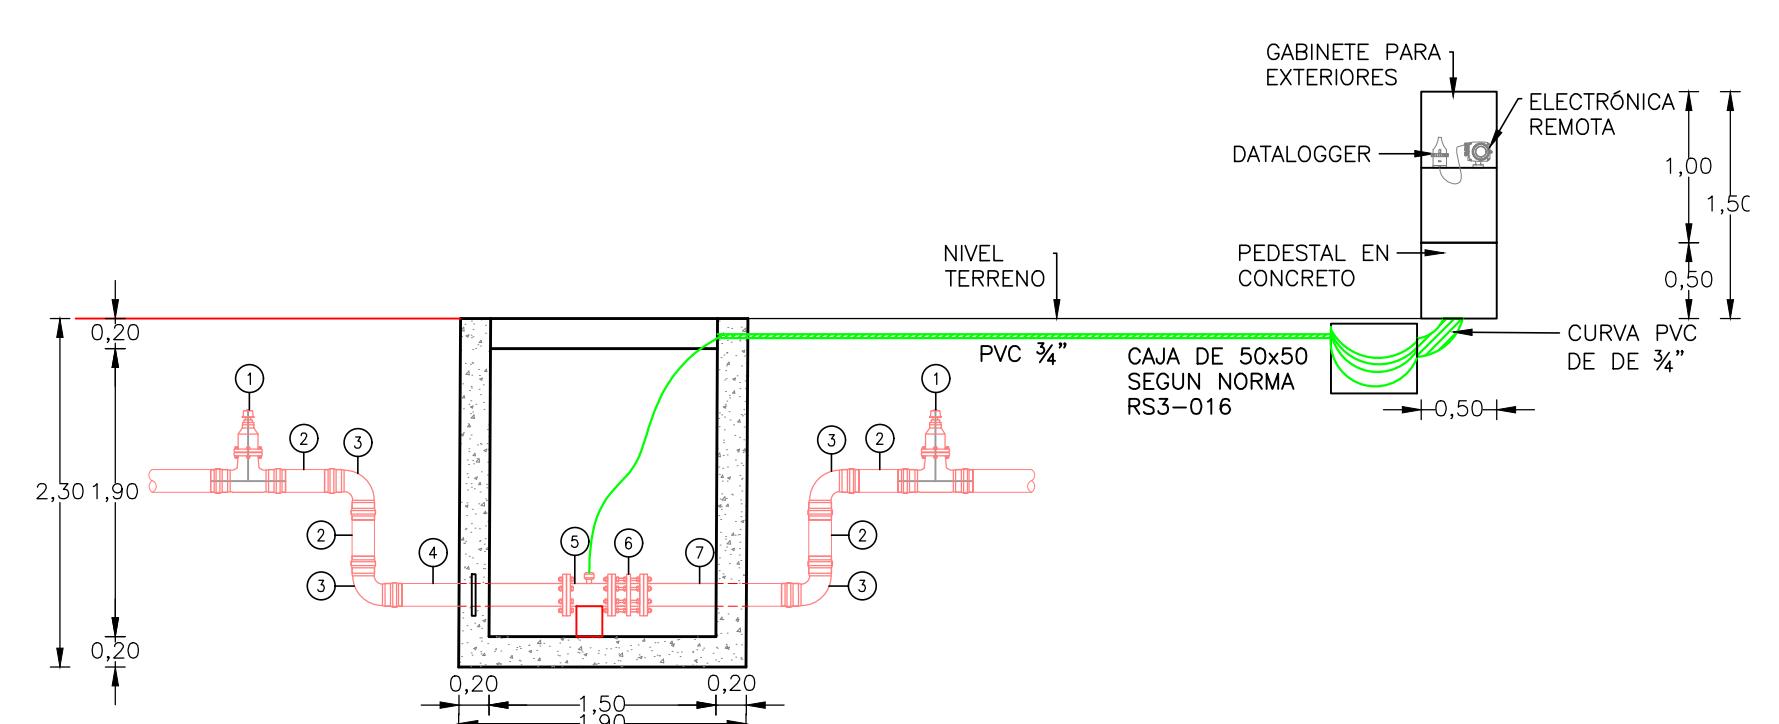 GABINETE PARA
EXTERIORES
ELECTRÓNICA
REMOTA
DATALOGGER
1,00
1,50
NIVEL
TERRENO
PEDESTAL EN
CONCRETO
0,50
0,20
PVC ¾"
CAJA DE 50x50
SEGUN NORMA
RS3-016
CURVA PVC
DE DE ¾"
0,50
1
1
2
3
3
2
2,30
1,90
2
2
4
5
6
7
3
3
0,20
0,20
0,20
1,50
1,90